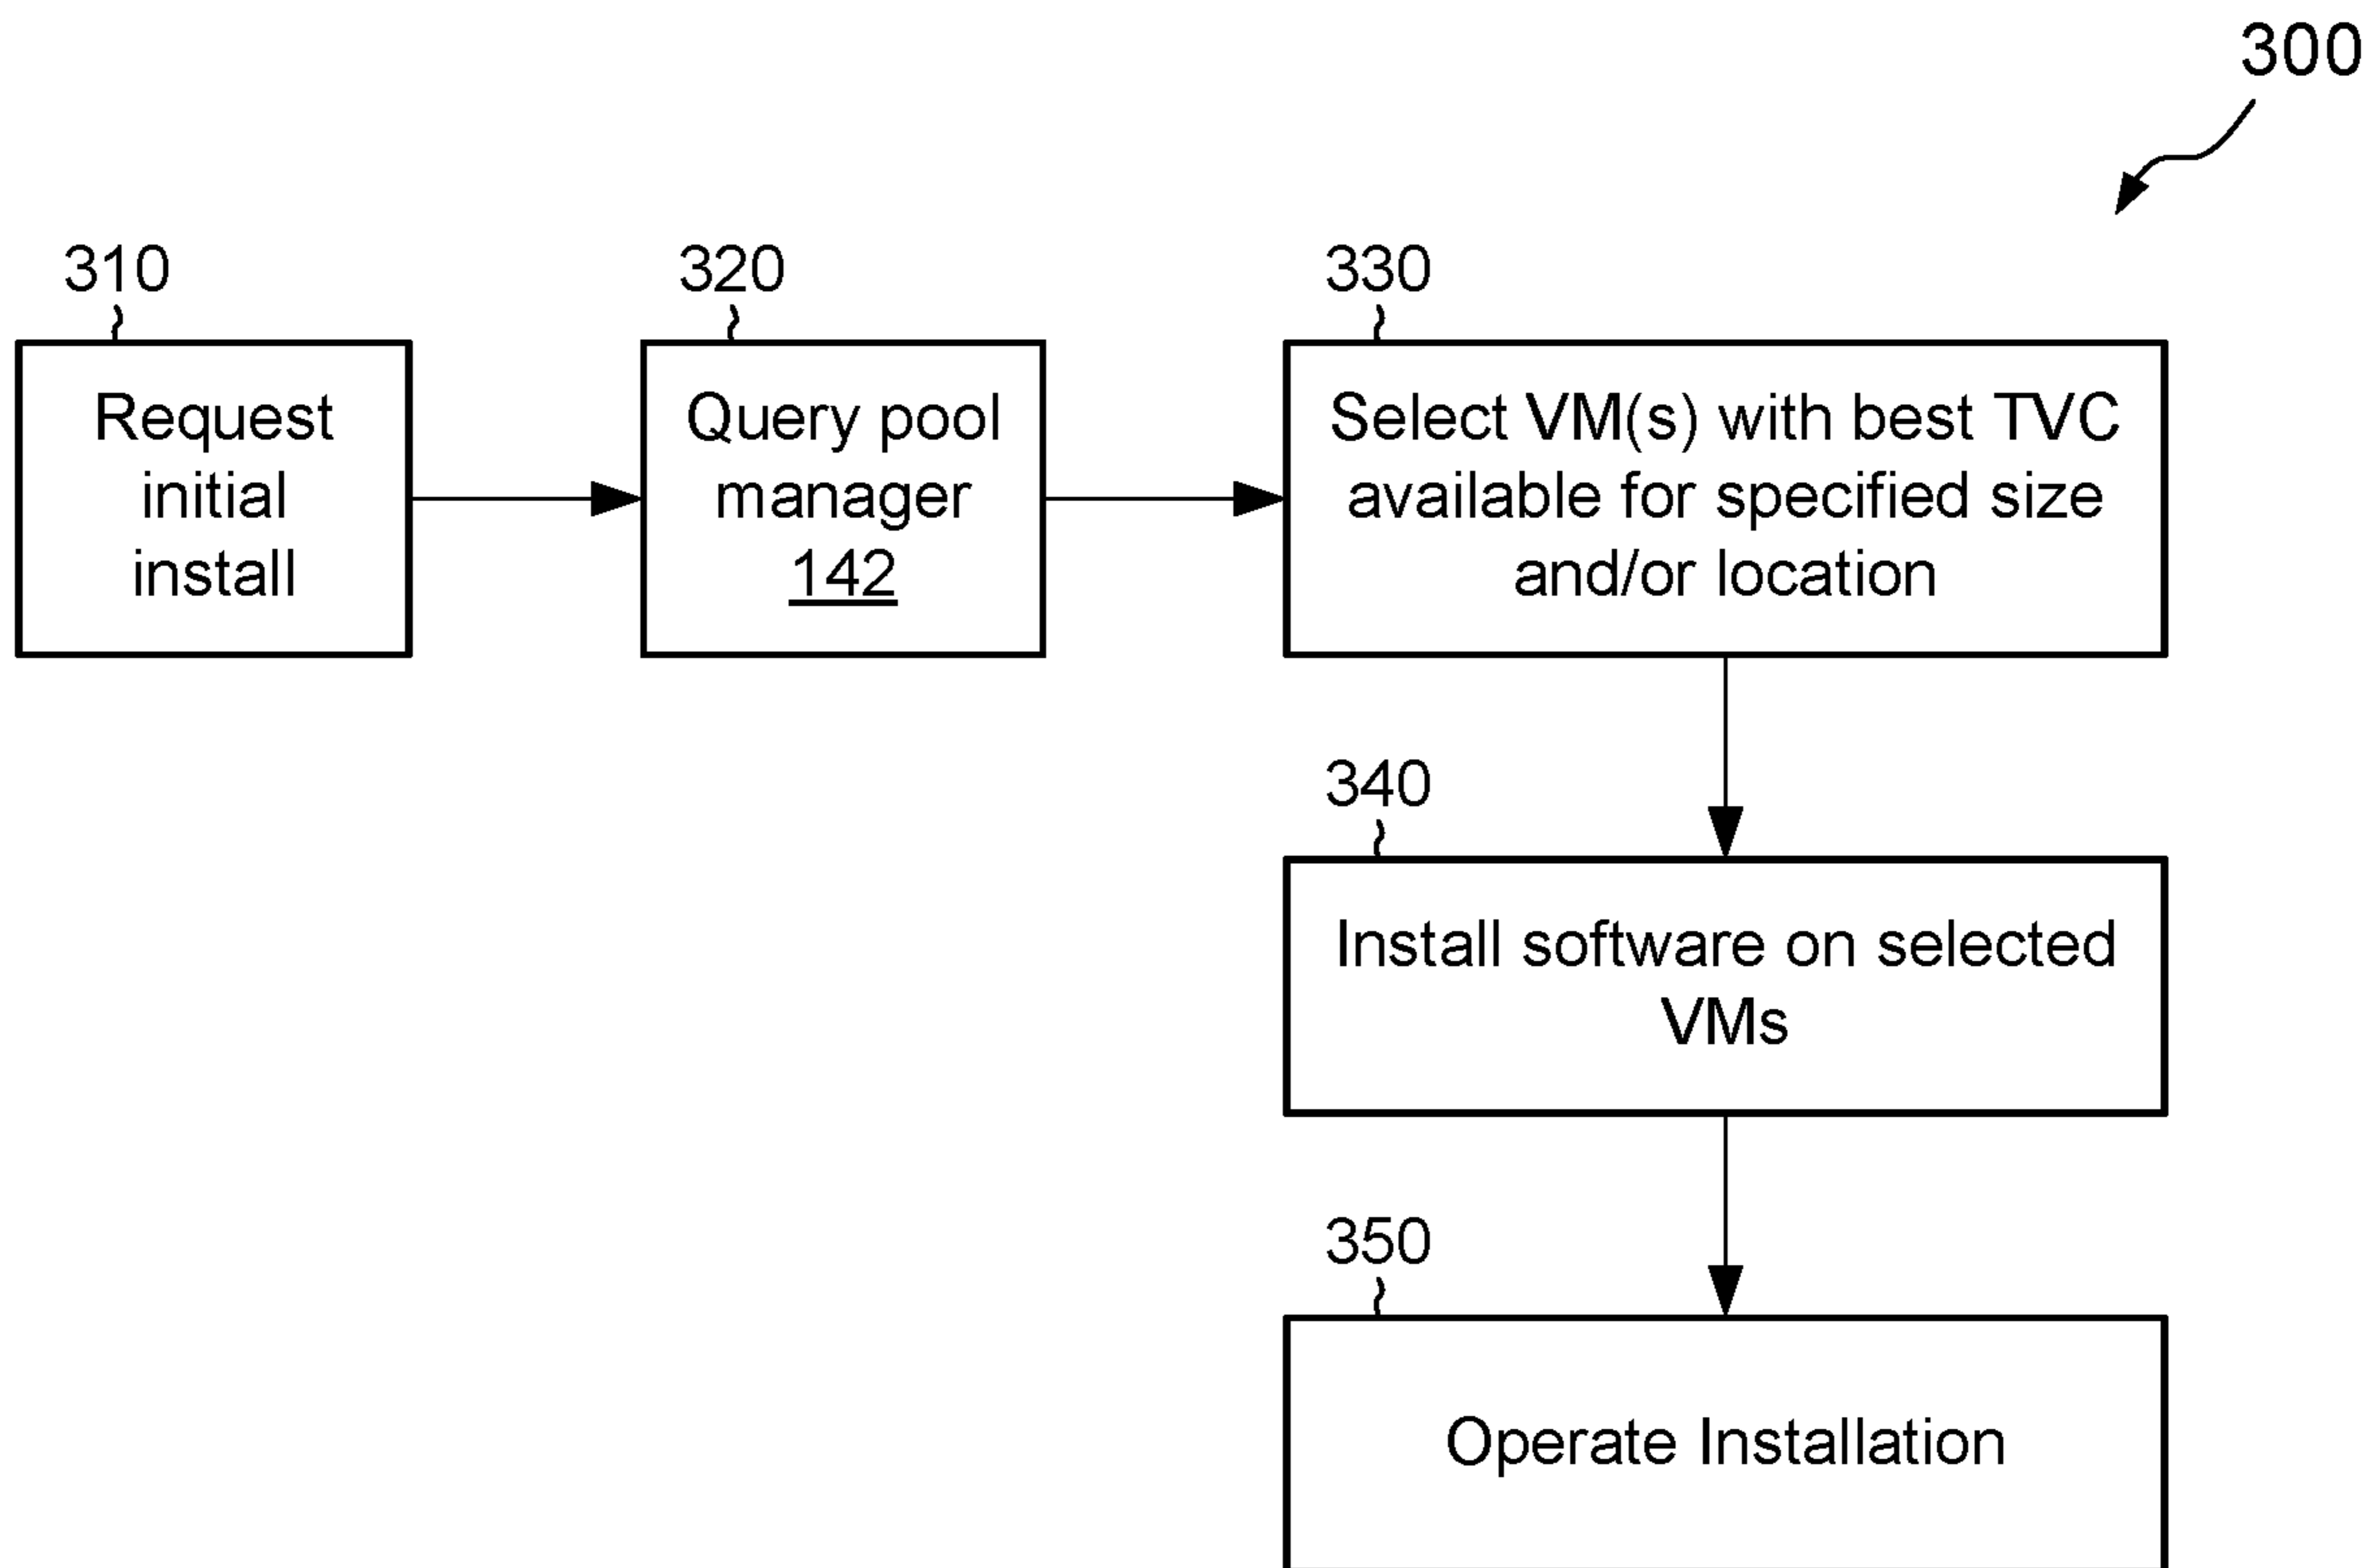 300
310
320
330
Request
initial
install
Query pool
manager
142
Select VM(s) with best TVC
available for specified size
and/or location
340
Install software on selected
VMs
350
Operate Installation